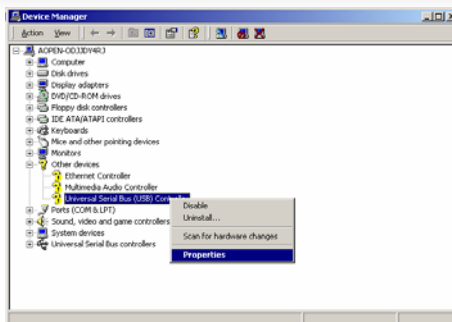 Device Manager
Action View
AOPEN-ODJJDY4RJ
Computer
Disk drives
Display adapters
DVD/CD-ROM drives
Floppy disk controllers
IDE ATA/ATAPI controllers
Keyboards
Mice and other pointing devices
Monitors
Other devices
Ethernet Controller
Multimedia Audio Controller
Universal Serial Bus (USB) Controller
Ports (COM & LPT)
Sound, video and game controllers
System devices
Universal Serial Bus controllers
Disable
Uninstall...
Scan for hardware changes
Properties